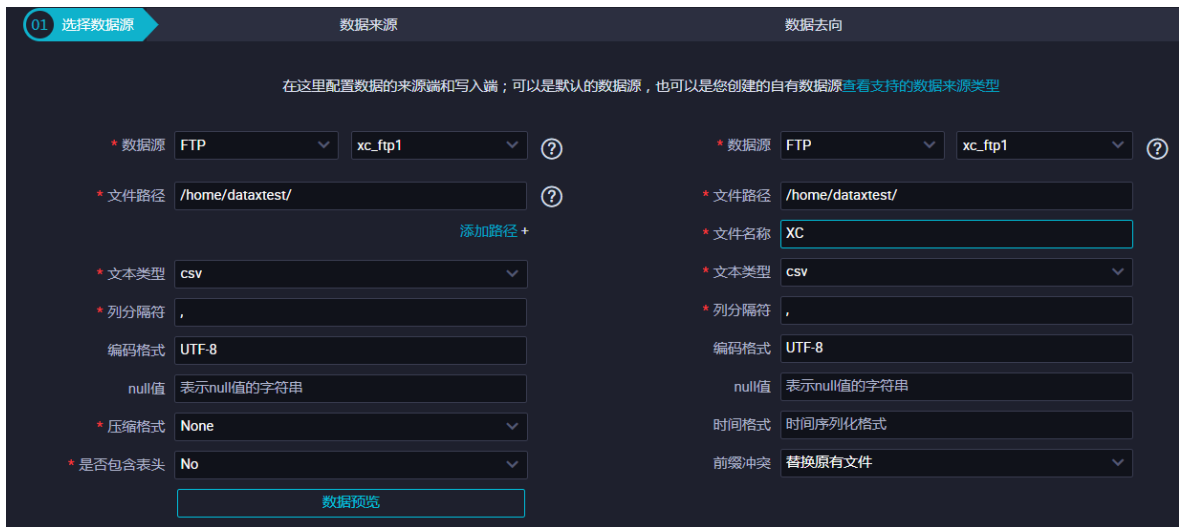 01 选择数据源
数据来源
数据去向
在这里配置数据的来源端和写入端；可以是默认的数据源，也可以是您创建的自有数据源查看支持的数据来源类型
* 数据源 FTP xc_ftp1 ?
* 文件路径 /home/dataxtest/ ?
添加路径 +
* 文本类型 csv
* 列分隔符 ,
编码格式 UTF-8
null值 表示null值的字符串
* 压缩格式 None
* 是否包含表头 No
数据预览
* 数据源 FTP xc_ftp1 ?
* 文件路径 /home/dataxtest/
* 文件名称 XC
* 文本类型 csv
* 列分隔符 ,
编码格式 UTF-8
null值 表示null值的字符串
时间格式 时间序列化格式
前缀冲突 替换原有文件